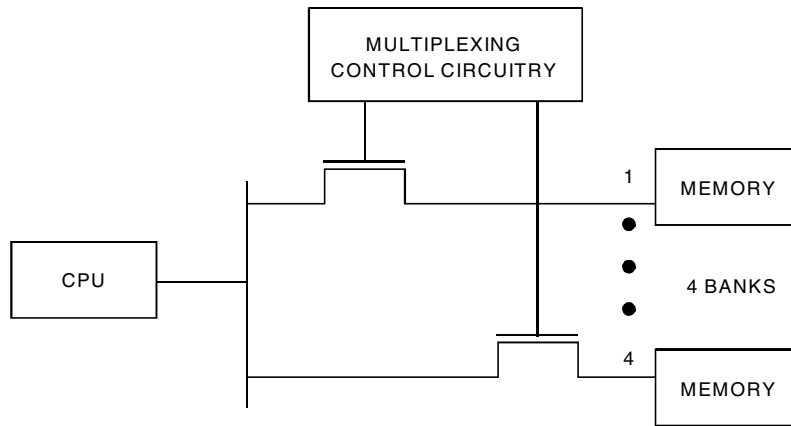 MULTIPLEXING
CONTROL CIRCUITRY
1
MEMORY
CPU
4 BANKS
4
MEMORY